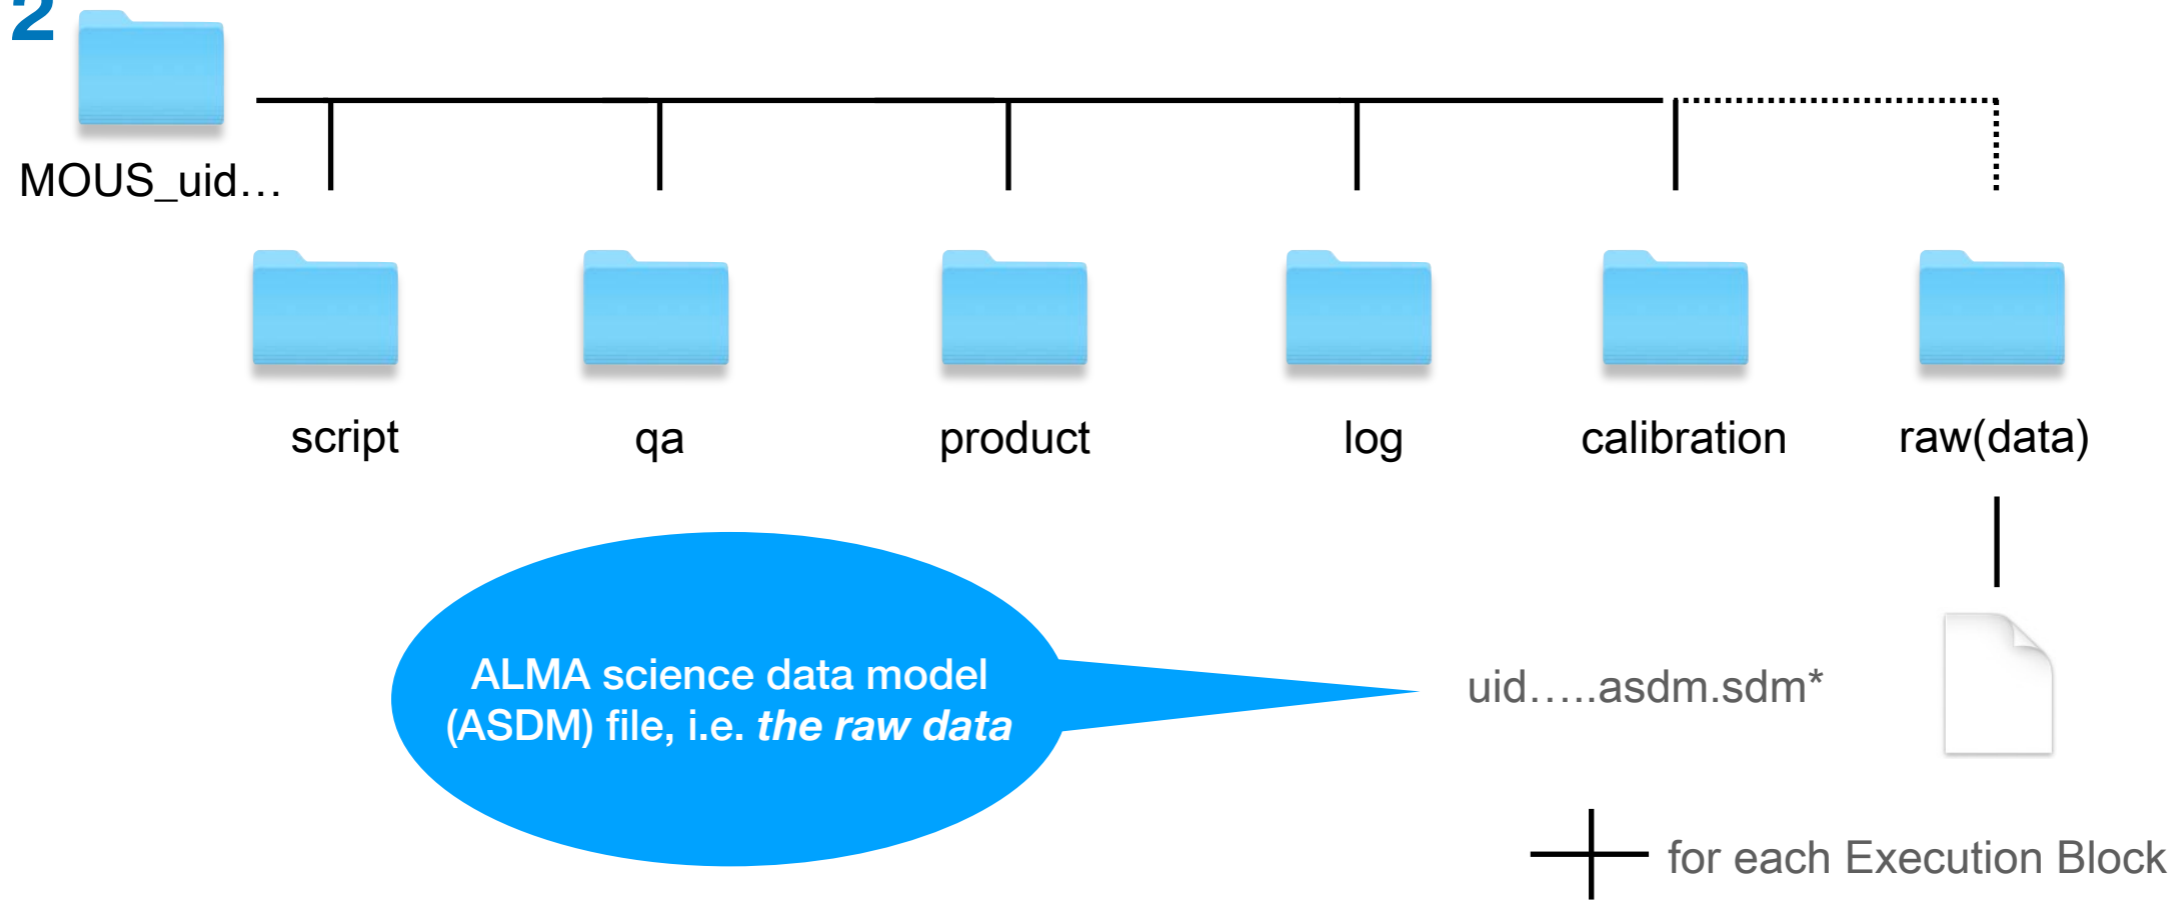 2
MOUS_uid…
script
qa
product
log
calibration
raw(data)
ALMA science data model
(ASDM) file, i.e. the raw data
uid…..asdm.sdm*
for each Execution Block